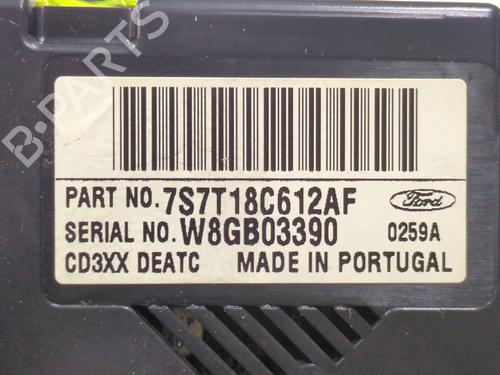 B-PARTS
PART NO. 7S7T18C612AF
Ford
SERIAL NO. W8GB03390
0259A
CD3XX DEATC MADE IN PORTUGAL